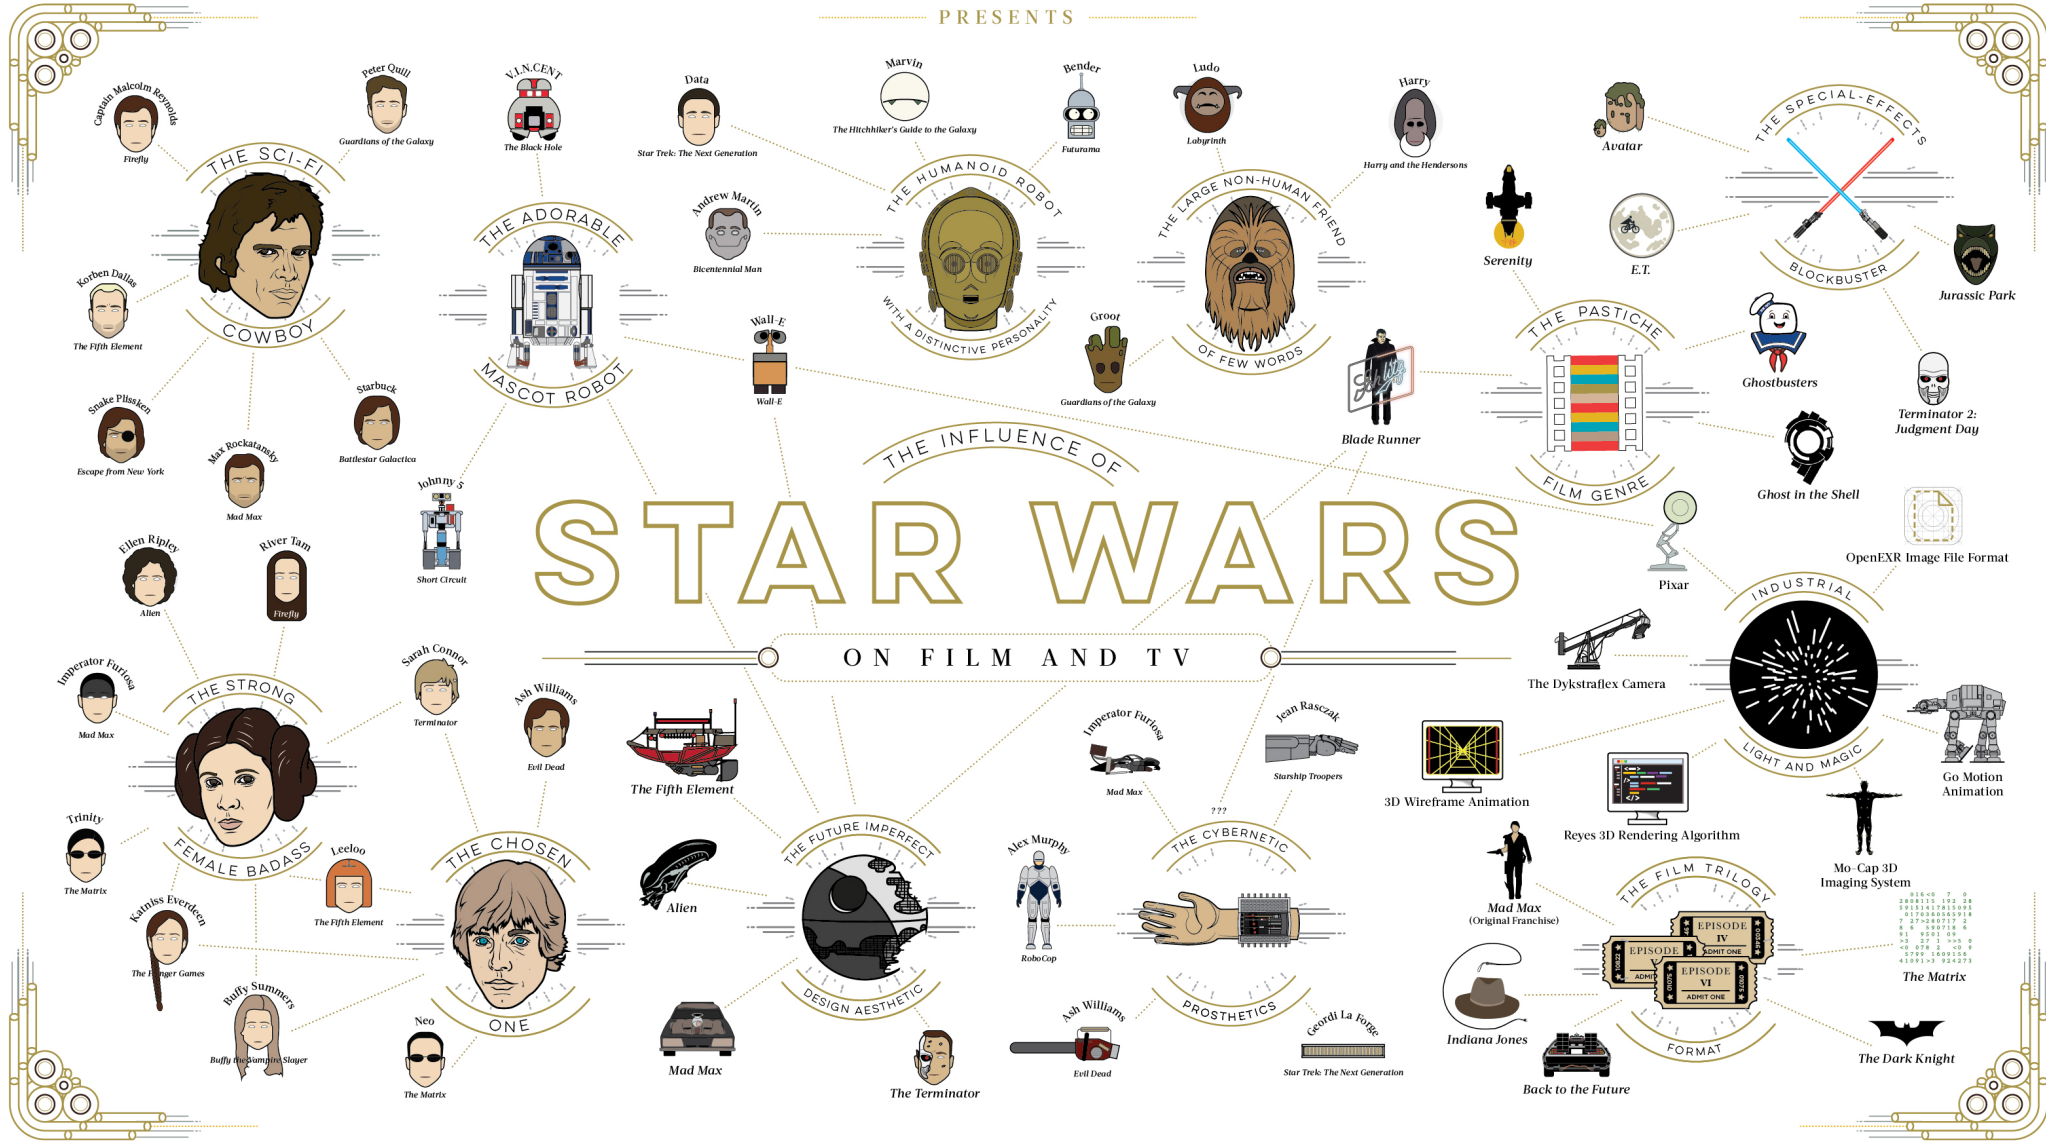 PRESENTS
THE INFLUENCE OF
STAR WARS
ON FILM AND TV
THE SCI-FI
COWBOY
Captain Malcolm Reynolds
Firefly
Peter Quill
Guardians of the Galaxy
Korben Dallas
The Fifth Element
Snake Plissken
Escape from New York
Max Rockatansky
Mad Max
Starbuck
Battlestar Galactica
THE ADORABLE
MASCOT ROBOT
V.I.N.CENT
The Black Hole
Johnny 5
Short Circuit
Wall-E
Wall-E
THE HUMANOID ROBOT
WITH A DISTINCTIVE PERSONALITY
Data
Star Trek: The Next Generation
Marvin
The Hitchhiker's Guide to the Galaxy
Bender
Futurama
Andrew Martin
Bicentennial Man
THE LARGE NON-HUMAN FRIEND
OF FEW WORDS
Ludo
Labyrinth
Harry
Harry and the Hendersons
Groot
Guardians of the Galaxy
THE PASTICHE
FILM GENRE
Serenity
Blade Runner
Schlitz
Ghostbusters
Ghost in the Shell
THE SPECIAL-EFFECTS
BLOCKBUSTER
Avatar
E.T.
Jurassic Park
Terminator 2:
Judgment Day
INDUSTRIAL
LIGHT AND MAGIC
Pixar
OpenEXR Image File Format
The Dykstraflex Camera
3D Wireframe Animation
Reyes 3D Rendering Algorithm
Mo-Cap 3D
Imaging System
Go Motion
Animation
THE STRONG
FEMALE BADASS
Ellen Ripley
Alien
River Tam
Firefly
Imperator Furiosa
Mad Max
Sarah Connor
Terminator
Trinity
The Matrix
Leeloo
The Fifth Element
Katniss Everdeen
The Hunger Games
Buffy Summers
Buffy the Vampire Slayer
THE CHOSEN
ONE
Ash Williams
Evil Dead
Neo
The Matrix
THE FUTURE IMPERFECT
DESIGN AESTHETIC
The Fifth Element
Alien
Mad Max
The Terminator
???
THE CYBERNETIC
PROSTHETICS
Imperator Furiosa
Mad Max
Jean Rasczak
Starship Troopers
Alex Murphy
RoboCop
Ash Williams
Evil Dead
Geordi La Forge
Star Trek: The Next Generation
THE FILM TRILOGY
FORMAT
EPISODE
IV
ADMIT ONE
EPISODE
V
ADMIT
EPISODE
VI
ADMIT ONE
Mad Max
(Original Franchise)
Indiana Jones
Back to the Future
The Matrix
The Dark Knight